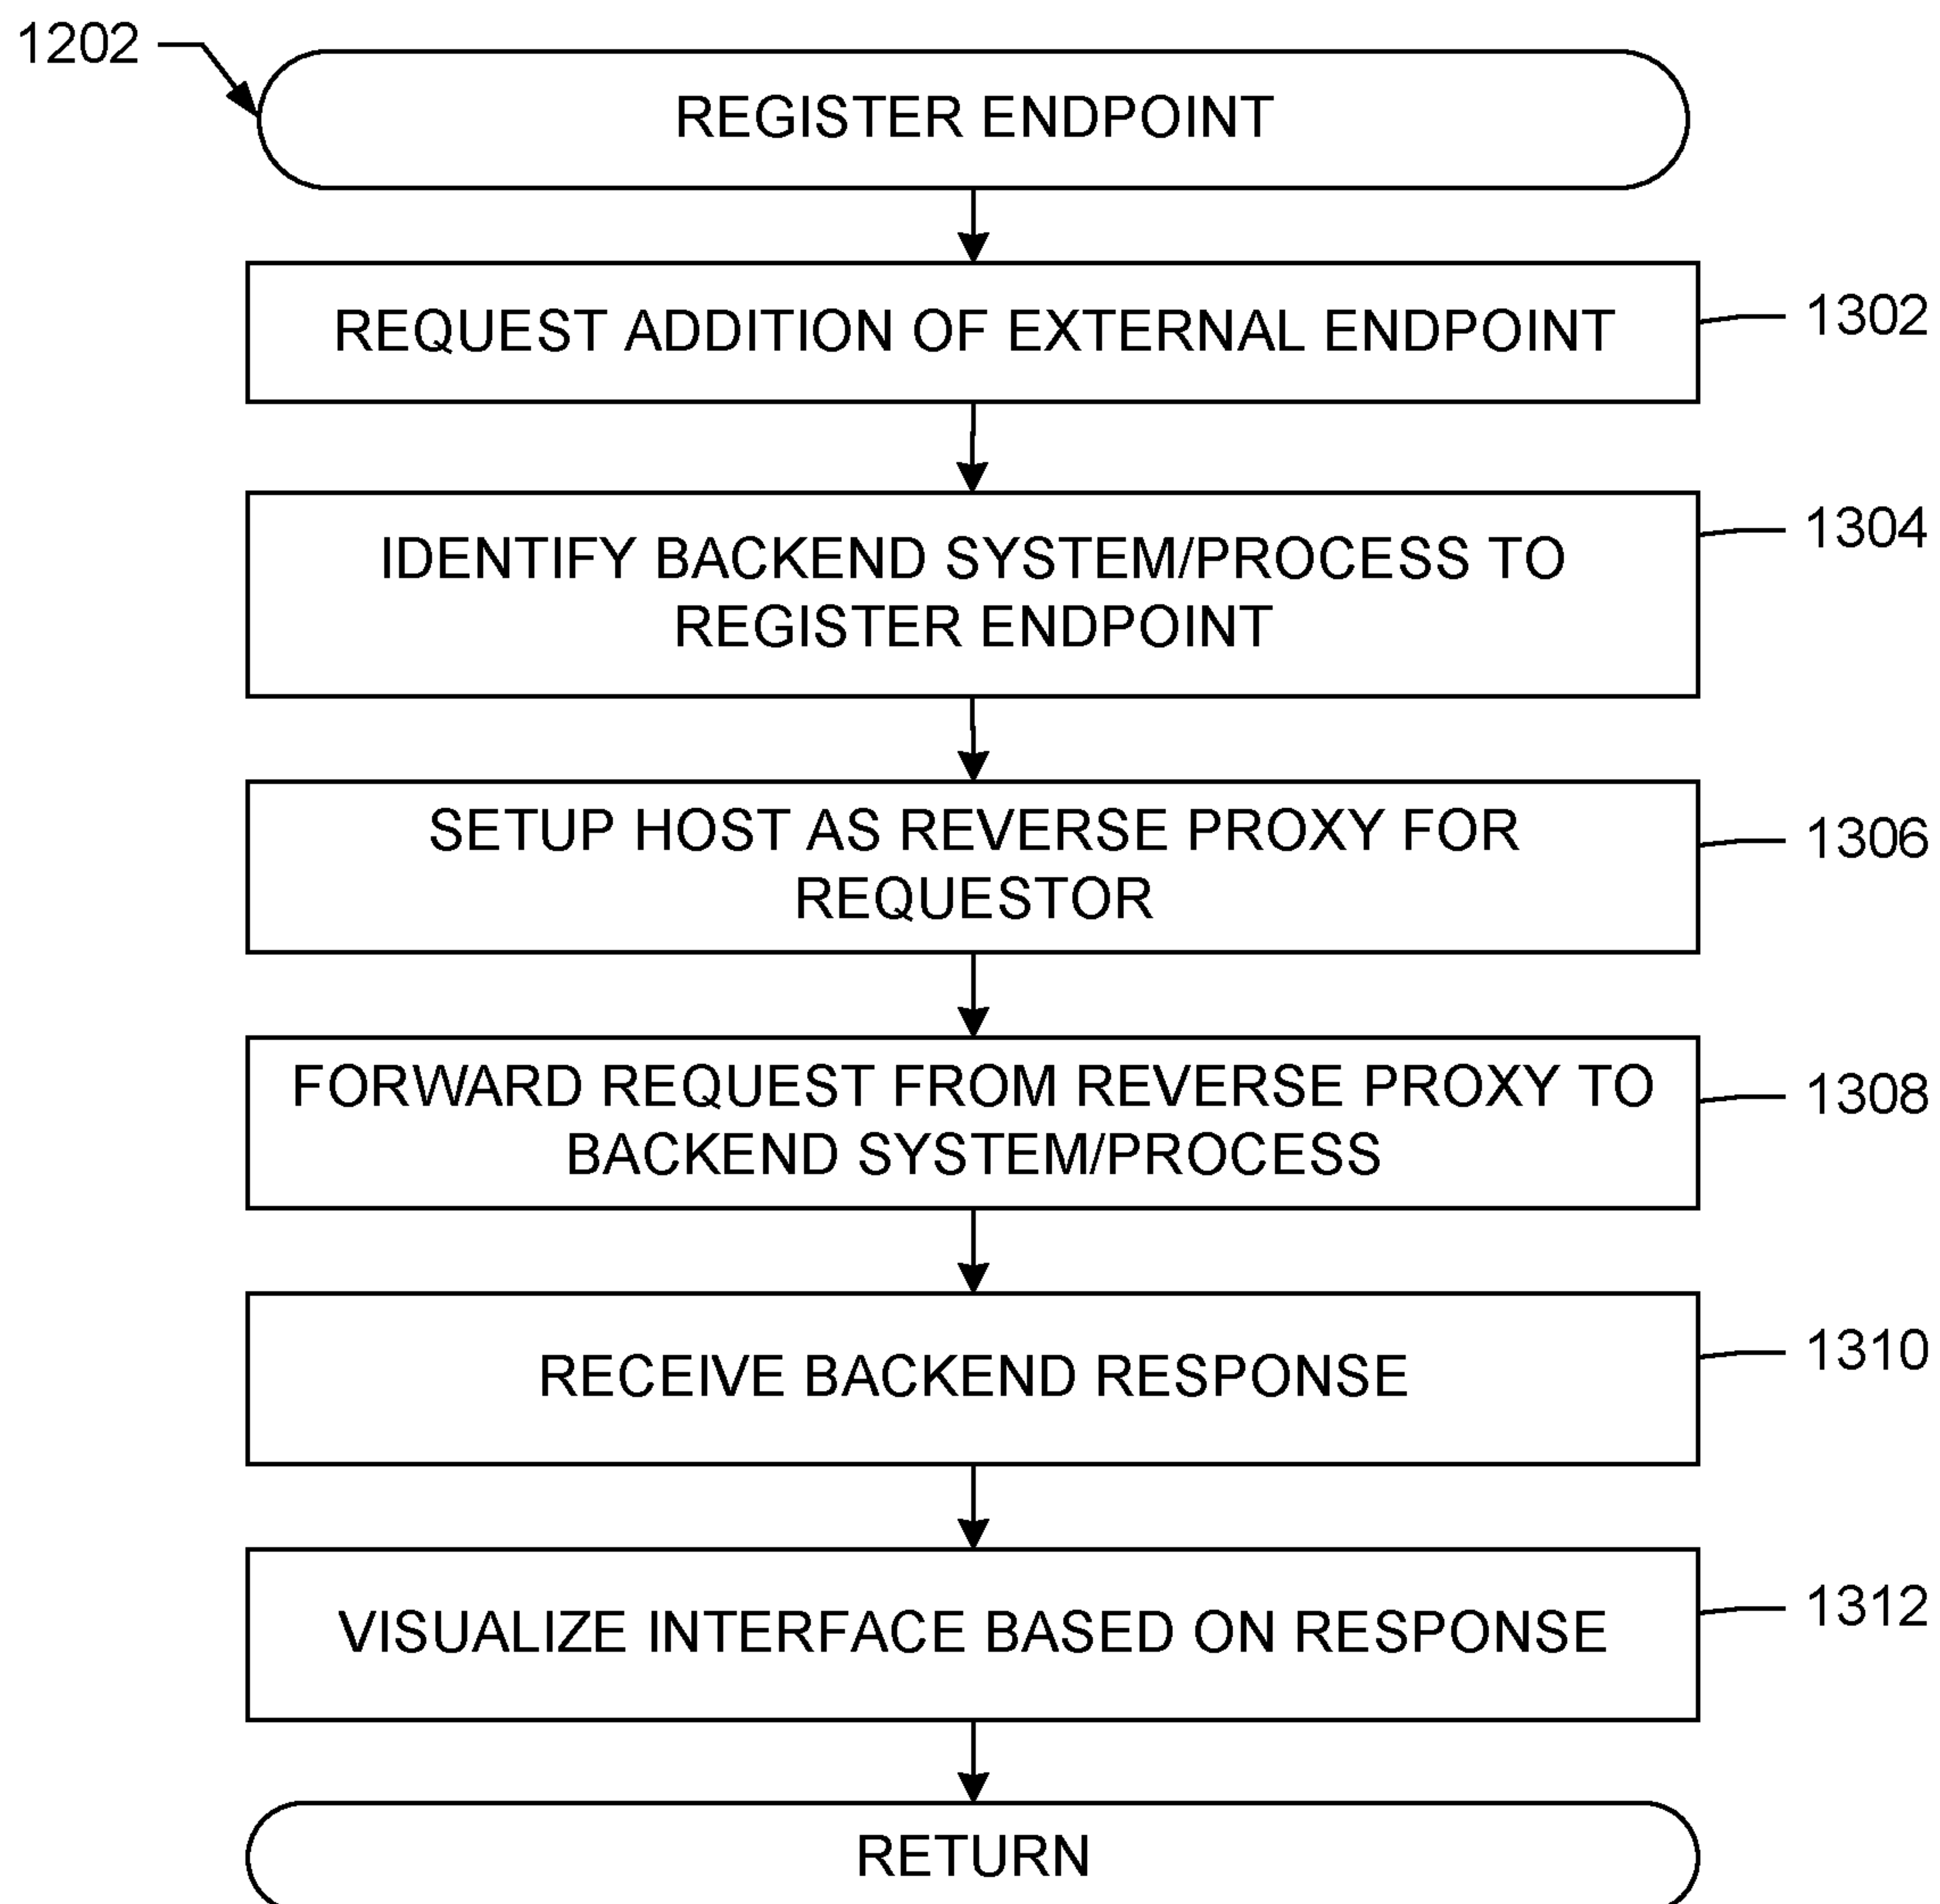 1202
REGISTER ENDPOINT
REQUEST ADDITION OF EXTERNAL ENDPOINT
1302
IDENTIFY BACKEND SYSTEM/PROCESS TO
REGISTER ENDPOINT
1304
SETUP HOST AS REVERSE PROXY FOR
REQUESTOR
1306
FORWARD REQUEST FROM REVERSE PROXY TO
BACKEND SYSTEM/PROCESS
1308
RECEIVE BACKEND RESPONSE
1310
VISUALIZE INTERFACE BASED ON RESPONSE
1312
RETURN